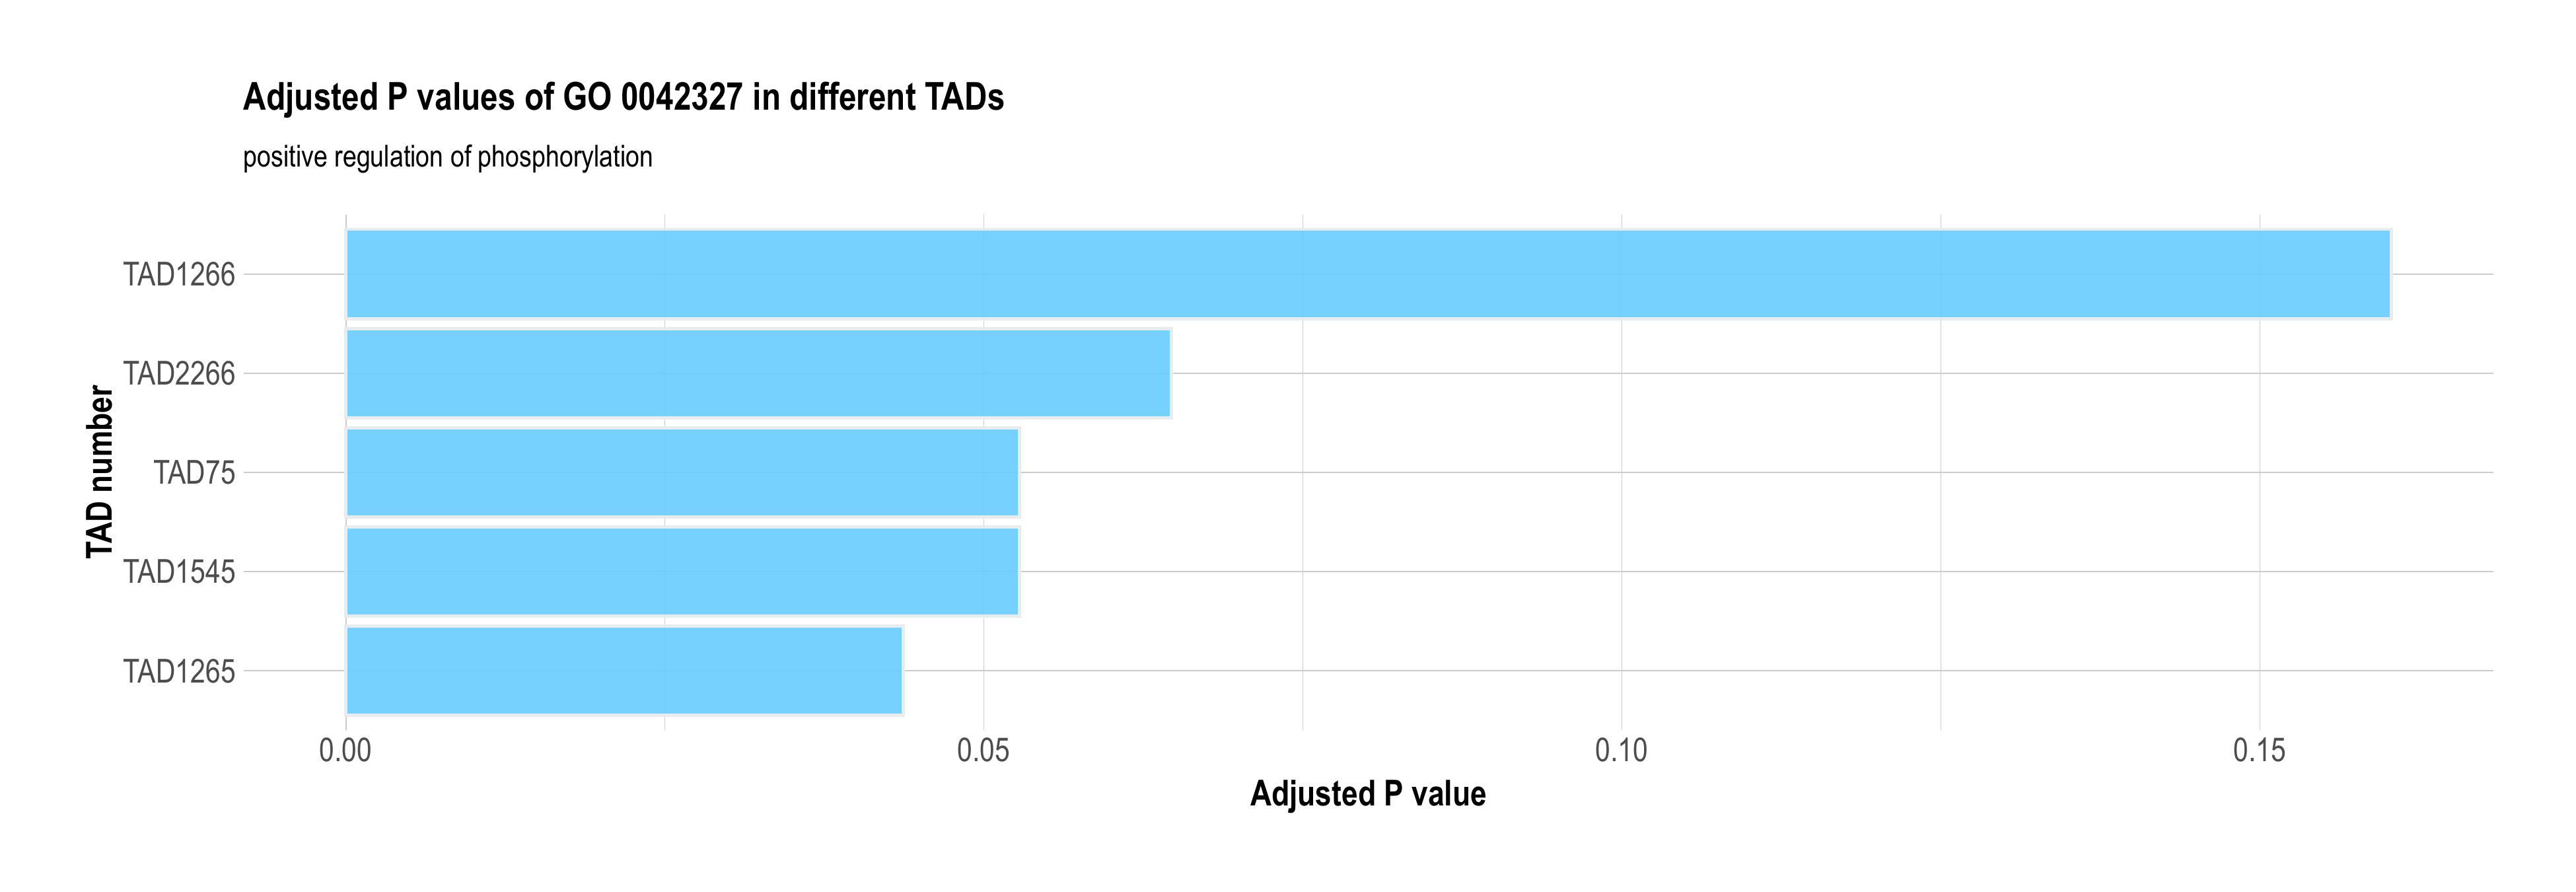 Adjusted P values of GO 0042327 in different TADs
positive regulation of phosphorylation
TAD number
TAD1266
TAD2266
TAD75
TAD1545
TAD1265
0.00
0.05
0.10
0.15
Adjusted P value